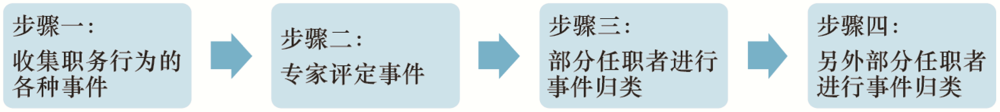 步骤一：
收集职务行为的
各种事件
步骤二：
专家评定事件
步骤三：
部分任职者进行
事件归类
步骤四：
另外部分任职者
进行事件归类